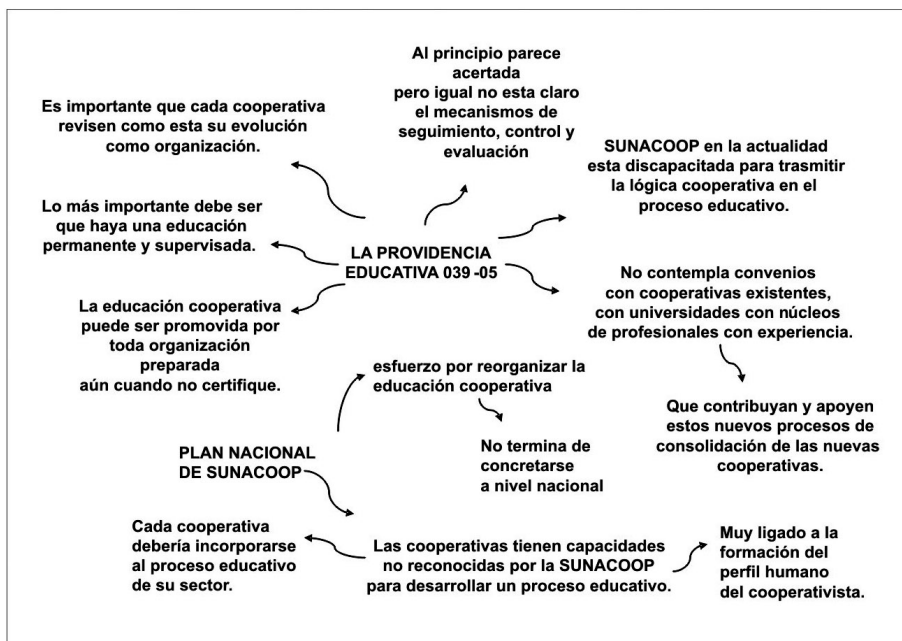 Al principio parece
acertada
pero igual no esta claro
el mecanismos de
seguimiento, control y
evaluación
Es importante que cada cooperativa
revisen como esta su evolución
como organización.
SUNACOOP en la actualidad
esta discapacitada para trasmitir
la lógica cooperativa en el
proceso educativo.
Lo más importante debe ser
que haya una educación
permanente y supervisada.
LA PROVIDENCIA
EDUCATIVA 039 -05
No contempla convenios
con cooperativas existentes,
con universidades con núcleos
de profesionales con experiencia.
La educación cooperativa
puede ser promovida por
toda organización
preparada
aún cuando no certifique.
esfuerzo por reorganizar la
educación cooperativa
Que contribuyan y apoyen
estos nuevos procesos de
consolidación de las nuevas
cooperativas.
No termina de
concretarse
a nivel nacional
PLAN NACIONAL
DE SUNACOOP
Cada cooperativa
debería incorporarse
al proceso educativo
de su sector.
Las cooperativas tienen capacidades
no reconocidas por la SUNACOOP
para desarrollar un proceso educativo.
Muy ligado a la
formación del
perfil humano
del cooperativista.